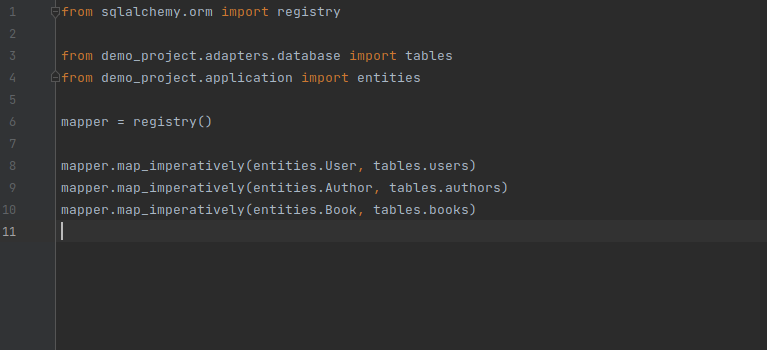 1 from sqlalchemy.orm import registry
2
3 from demo_project.adapters.database import tables
4 from demo_project.application import entities
5
6 mapper = registry()
7
8 mapper.map_imperatively(entities.User, tables.users)
9 mapper.map_imperatively(entities.Author, tables.authors)
10 mapper.map_imperatively(entities.Book, tables.books)
11